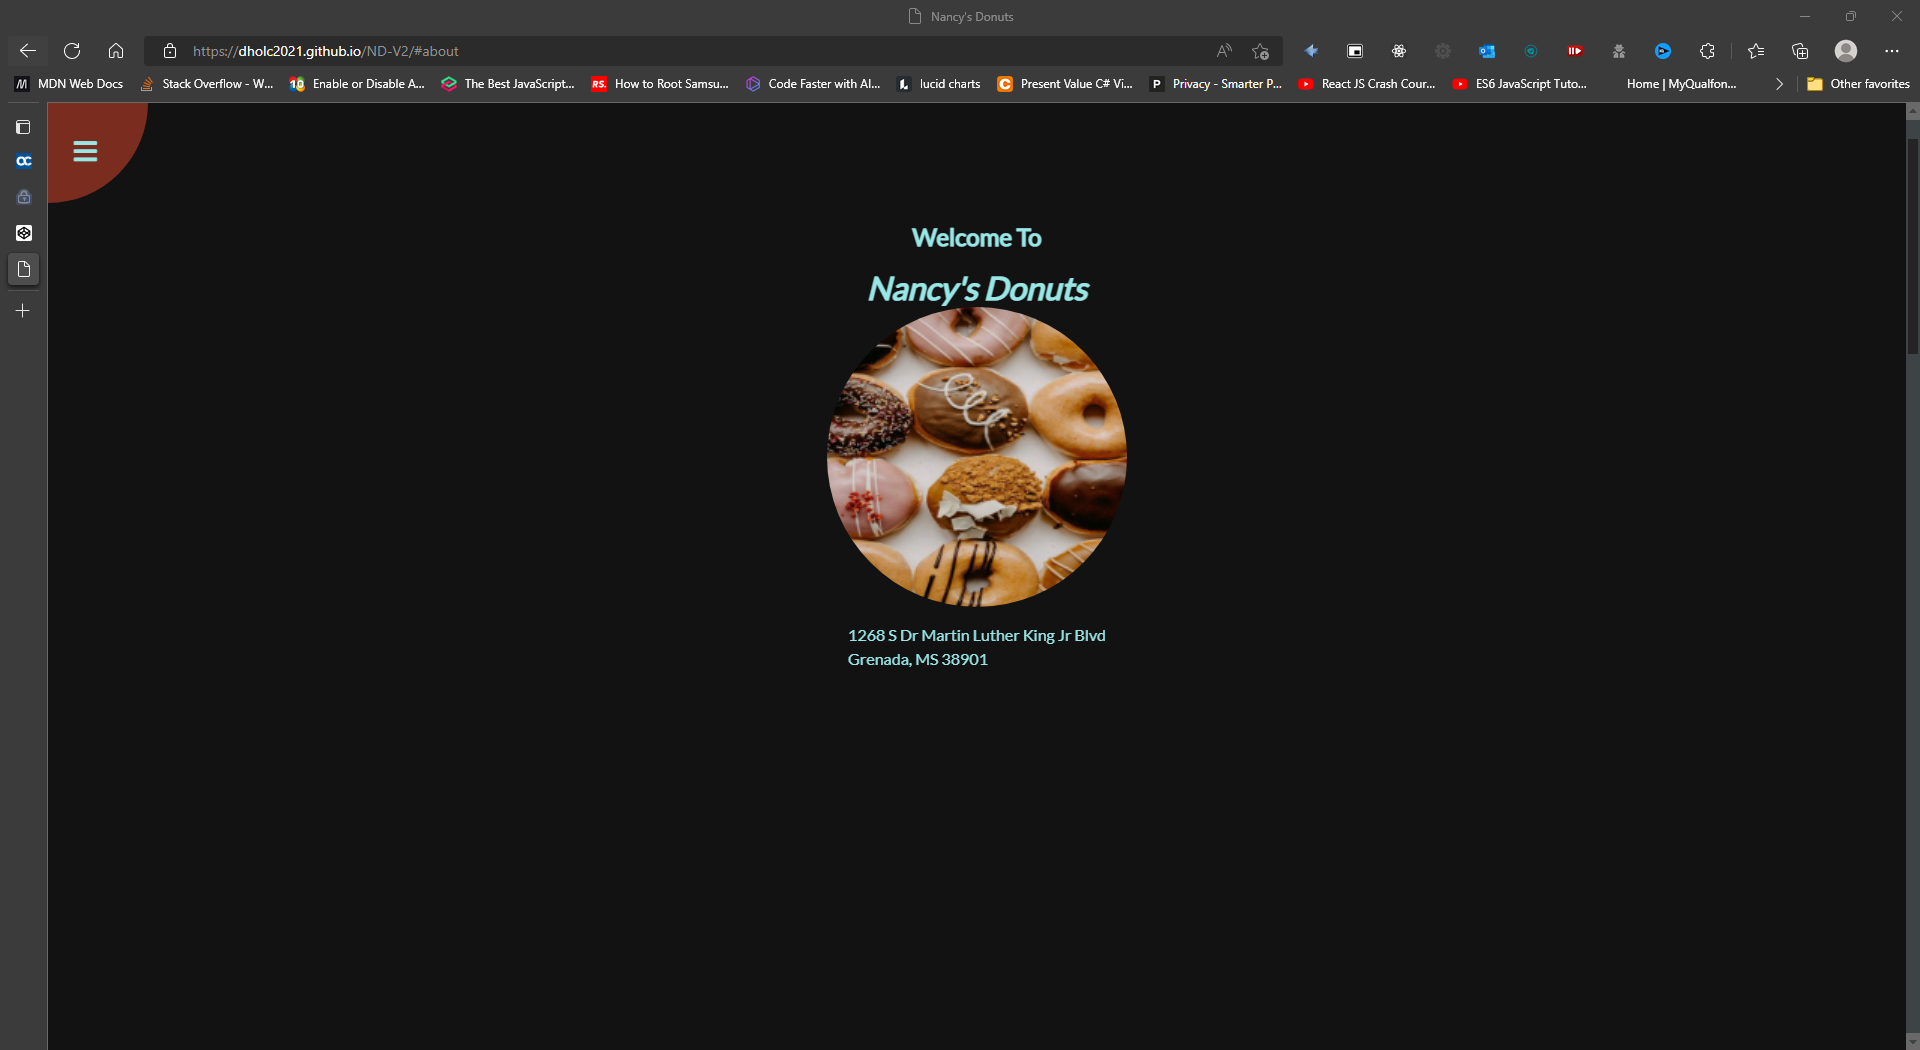 Nancy's Donuts
https://dholc2021.github.io/ND-V2/#about
MDN Web Docs
Stack Overflow - W...
Enable or Disable A...
The Best JavaScript...
RS.
How to Root Samsu...
Code Faster with AI...
lucid charts
Present Value C# Vi...
P
Privacy - Smarter P...
React JS Crash Cour...
ES6 JavaScript Tuto...
Home | MyQualfon...
Other favorites
Welcome To
Nancy's Donuts
1268 S Dr Martin Luther King Jr Blvd
Grenada, MS 38901